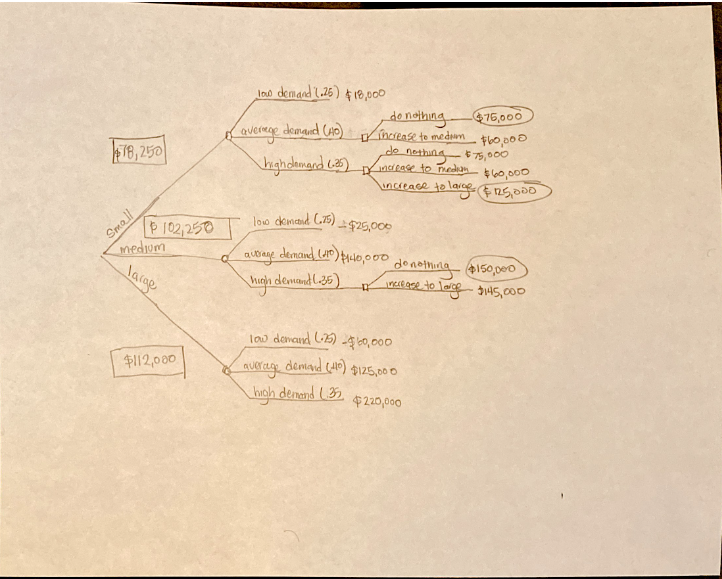 low demand (.25) $18,000
do nothing $75,000
average demand (.40) increase to medium $60,000
do nothing $75,000
$78,250
high demand (.35) increase to medium $60,000
increase to large $125,000
small
$102,250 low demand (.25) -$25,000
medium
average demand (.40) $140,000
do nothing $150,000
large
high demand (.35) increase to large $145,000
low demand (.25) -$60,000
$112,000
average demand (.40) $125,000
high demand (.35 $220,000